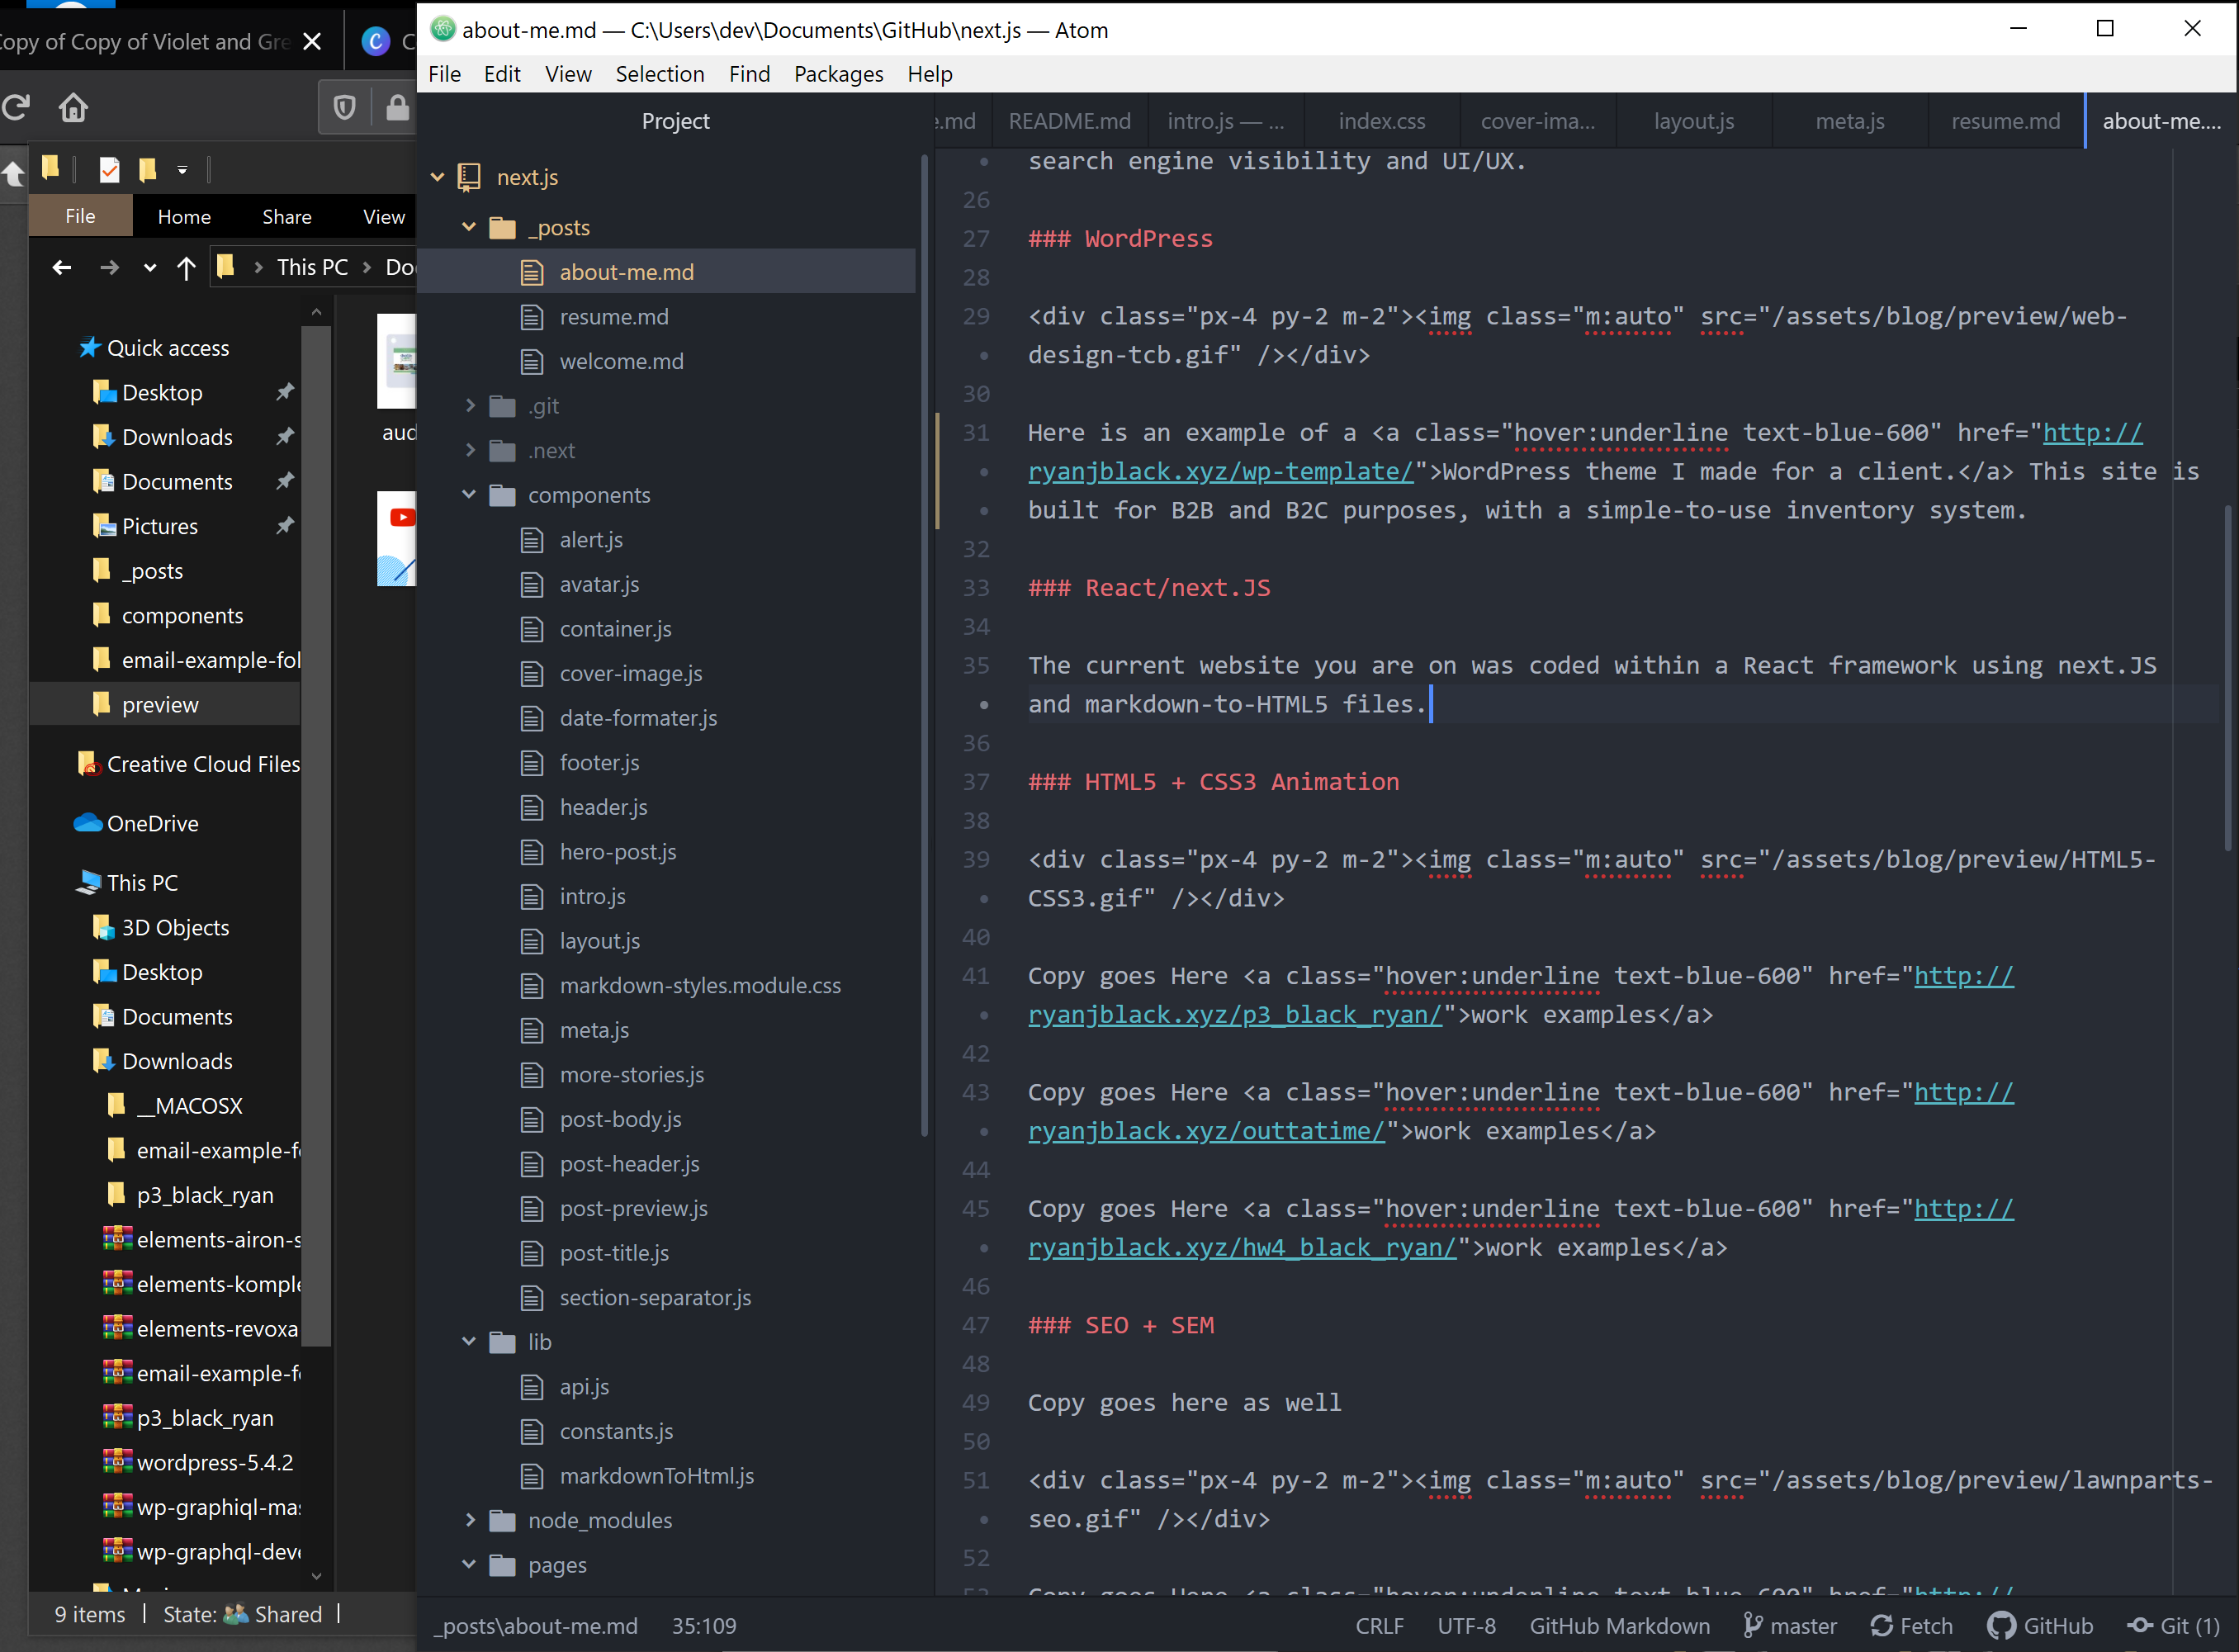 opy of Copy of Violet and Gre
about-me.md — C:\Users\dev\Documents\GitHub\next.js — Atom
File Edit View Selection Find Packages Help
File Home Share View
This PC
Quick access
Desktop
Downloads
Documents
Pictures
_posts
components
email-example-fol
preview
Creative Cloud Files
OneDrive
This PC
3D Objects
Desktop
Documents
Downloads
__MACOSX
email-example-fo
p3_black_ryan
elements-airon-s
elements-komple
elements-revoxa
email-example-fo
p3_black_ryan
wordpress-5.4.2
wp-graphiql-mas
wp-graphql-deve
9 items State: Shared
aud
Project
next.js
_posts
about-me.md
resume.md
welcome.md
.git
.next
components
alert.js
avatar.js
container.js
cover-image.js
date-formater.js
footer.js
header.js
hero-post.js
intro.js
layout.js
markdown-styles.module.css
meta.js
more-stories.js
post-body.js
post-header.js
post-preview.js
post-title.js
section-separator.js
lib
api.js
constants.js
markdownToHtml.js
node_modules
pages
e.md README.md intro.js — ... index.css cover-ima... layout.js meta.js resume.md about-me....
search engine visibility and UI/UX.
26
27 ### WordPress
28
29 <div class="px-4 py-2 m-2"><img class="m:auto" src="/assets/blog/preview/web-
design-tcb.gif" /></div>
30
31 Here is an example of a <a class="hover:underline text-blue-600" href="http://
ryanjblack.xyz/wp-template/">WordPress theme I made for a client.</a> This site is
built for B2B and B2C purposes, with a simple-to-use inventory system.
32
33 ### React/next.JS
34
35 The current website you are on was coded within a React framework using next.JS
and markdown-to-HTML5 files.
36
37 ### HTML5 + CSS3 Animation
38
39 <div class="px-4 py-2 m-2"><img class="m:auto" src="/assets/blog/preview/HTML5-
CSS3.gif" /></div>
40
41 Copy goes Here <a class="hover:underline text-blue-600" href="http://
ryanjblack.xyz/p3_black_ryan/">work examples</a>
42
43 Copy goes Here <a class="hover:underline text-blue-600" href="http://
ryanjblack.xyz/outtatime/">work examples</a>
44
45 Copy goes Here <a class="hover:underline text-blue-600" href="http://
ryanjblack.xyz/hw4_black_ryan/">work examples</a>
46
47 ### SEO + SEM
48
49 Copy goes here as well
50
51 <div class="px-4 py-2 m-2"><img class="m:auto" src="/assets/blog/preview/lawnparts-
seo.gif" /></div>
52
53 Copy goes Here <a class="hover:underline text-blue-600" href="http://
_posts\about-me.md 35:109 CRLF UTF-8 GitHub Markdown master Fetch GitHub Git (1)